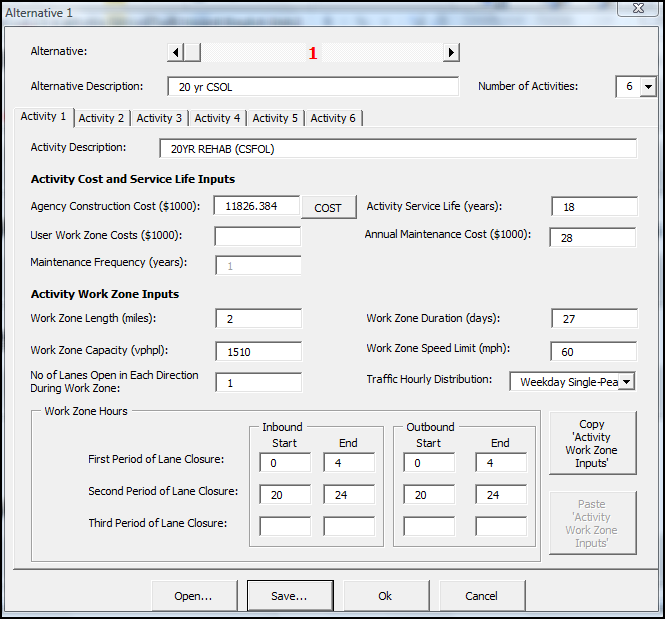 Alternative 1
Alternative:
1
Alternative Description:
20 yr CSOL
Number of Activities:
6
Activity 1
Activity 2
Activity 3
Activity 4
Activity 5
Activity 6
Activity Description:
20YR REHAB (CSFOL)
Activity Cost and Service Life Inputs
Agency Construction Cost ($1000):
11826.384
COST
Activity Service Life (years):
18
User Work Zone Costs ($1000):
Annual Maintenance Cost ($1000):
28
Maintenance Frequency (years):
1
Activity Work Zone Inputs
Work Zone Length (miles):
2
Work Zone Duration (days):
27
Work Zone Capacity (vphpl):
1510
Work Zone Speed Limit (mph):
60
No of Lanes Open in Each Direction
During Work Zone:
1
Traffic Hourly Distribution:
Weekday Single-Pea
Work Zone Hours
Inbound
Outbound
Start
End
Start
End
First Period of Lane Closure:
0
4
0
4
Second Period of Lane Closure:
20
24
20
24
Third Period of Lane Closure:
Copy
'Activity
Work Zone
Inputs'
Paste
'Activity
Work Zone
Inputs'
Open...
Save...
Ok
Cancel